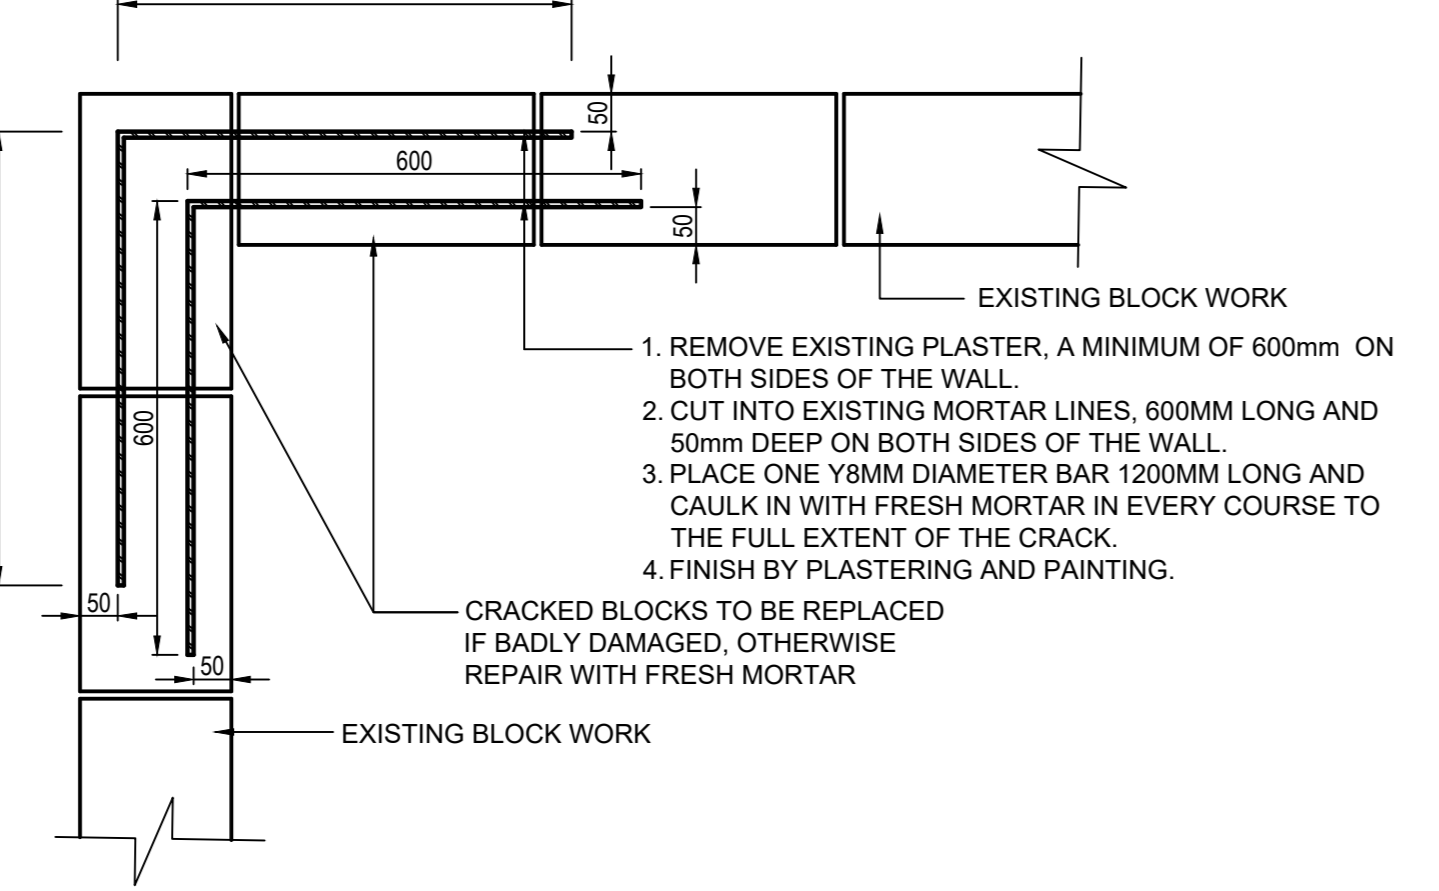 50
600
50
EXISTING BLOCK WORK
1. REMOVE EXISTING PLASTER, A MINIMUM OF 600mm ON
BOTH SIDES OF THE WALL.
2. CUT INTO EXISTING MORTAR LINES, 600MM LONG AND
50mm DEEP ON BOTH SIDES OF THE WALL.
3. PLACE ONE Y8MM DIAMETER BAR 1200MM LONG AND
CAULK IN WITH FRESH MORTAR IN EVERY COURSE TO
THE FULL EXTENT OF THE CRACK.
4. FINISH BY PLASTERING AND PAINTING.
600
50
50
CRACKED BLOCKS TO BE REPLACED
IF BADLY DAMAGED, OTHERWISE
REPAIR WITH FRESH MORTAR
EXISTING BLOCK WORK